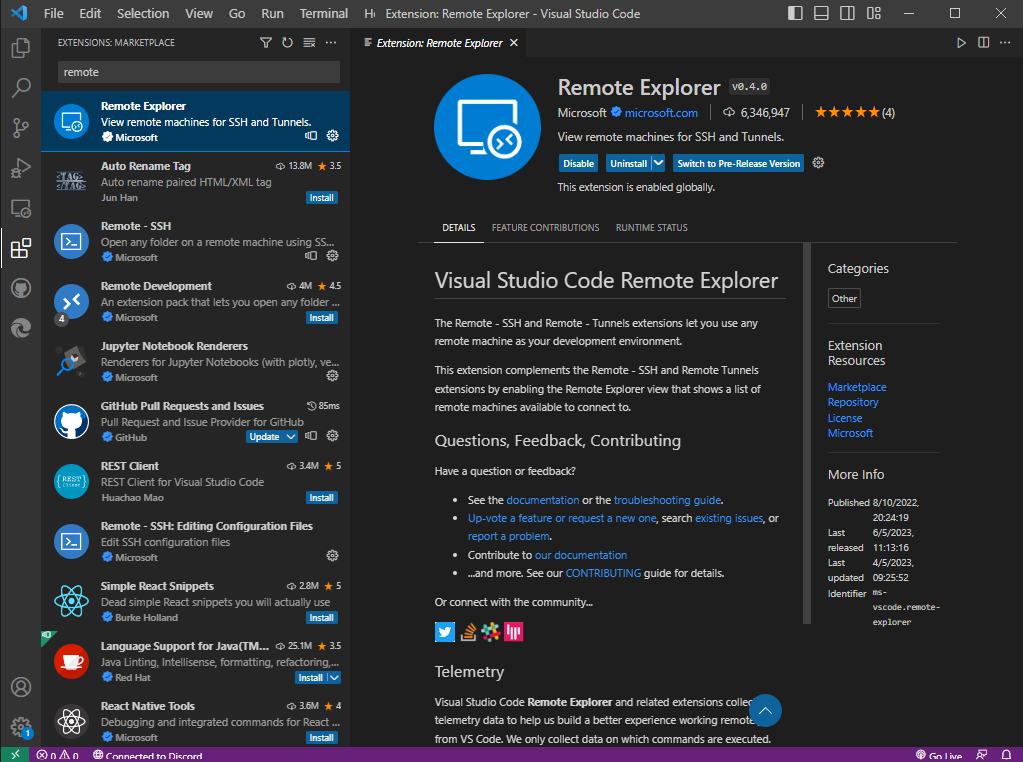 File Edit Selection View Go Run Terminal Extension: Remote Explorer - Visual Studio Code
EXTENSIONS: MARKETPLACE
remote
Remote Explorer
View remote machines for SSH and Tunnels.
Microsoft
Auto Rename Tag 13.8M ★ 3.5
Auto rename paired HTML/XML tag
Jun Han Install
Remote - SSH
Open any folder on a remote machine using SS...
Microsoft
Remote Development 4M ★ 4.5
An extension pack that lets you open any folder ...
4 Microsoft Install
Jupyter Notebook Renderers
Renderers for Jupyter Notebooks (with plotly, ve...
Microsoft
GitHub Pull Requests and Issues 85ms
Pull Request and Issue Provider for GitHub
GitHub Update
{REST}
Client
REST Client 3.4M ★ 5
REST Client for Visual Studio Code
Huachao Mao Install
Remote - SSH: Editing Configuration Files
Edit SSH configuration files
Microsoft
Simple React Snippets 2.8M ★ 5
Dead simple React snippets you will actually use
Burke Holland Install
Language Support for Java(TM... 25.1M ★ 3.5
Java Linting, Intellisense, formatting, refactoring,...
Red Hat Install
React Native Tools 3.6M ★ 4
Debugging and integrated commands for React ...
Microsoft Install
1
Extension: Remote Explorer
Remote Explorer v0.4.0
Microsoft microsoft.com 6,346,947 ★★★★★(4)
View remote machines for SSH and Tunnels.
Disable Uninstall Switch to Pre-Release Version
This extension is enabled globally.
DETAILS FEATURE CONTRIBUTIONS RUNTIME STATUS
Visual Studio Code Remote Explorer
The Remote - SSH and Remote - Tunnels extensions let you use any
remote machine as your development environment.
This extension complements the Remote - SSH and Remote Tunnels
extensions by enabling the Remote Explorer view that shows a list of
remote machines available to connect to.
Questions, Feedback, Contributing
Have a question or feedback?
• See the documentation or the troubleshooting guide.
• Up-vote a feature or request a new one, search existing issues, or
report a problem.
• Contribute to our documentation
• ...and more. See our CONTRIBUTING guide for details.
Or connect with the community...
Telemetry
Visual Studio Code Remote Explorer and related extensions collect
telemetry data to help us build a better experience working remote
from VS Code. We only collect data on which commands are executed.
Categories
Other
Extension
Resources
Marketplace
Repository
License
Microsoft
More Info
Published 8/10/2022,
20:24:19
Last 6/5/2023,
released 11:13:16
Last 4/5/2023,
updated 09:25:52
Identifier ms-
vscode.remote-
explorer
0 0 Connected to Discord Go Live